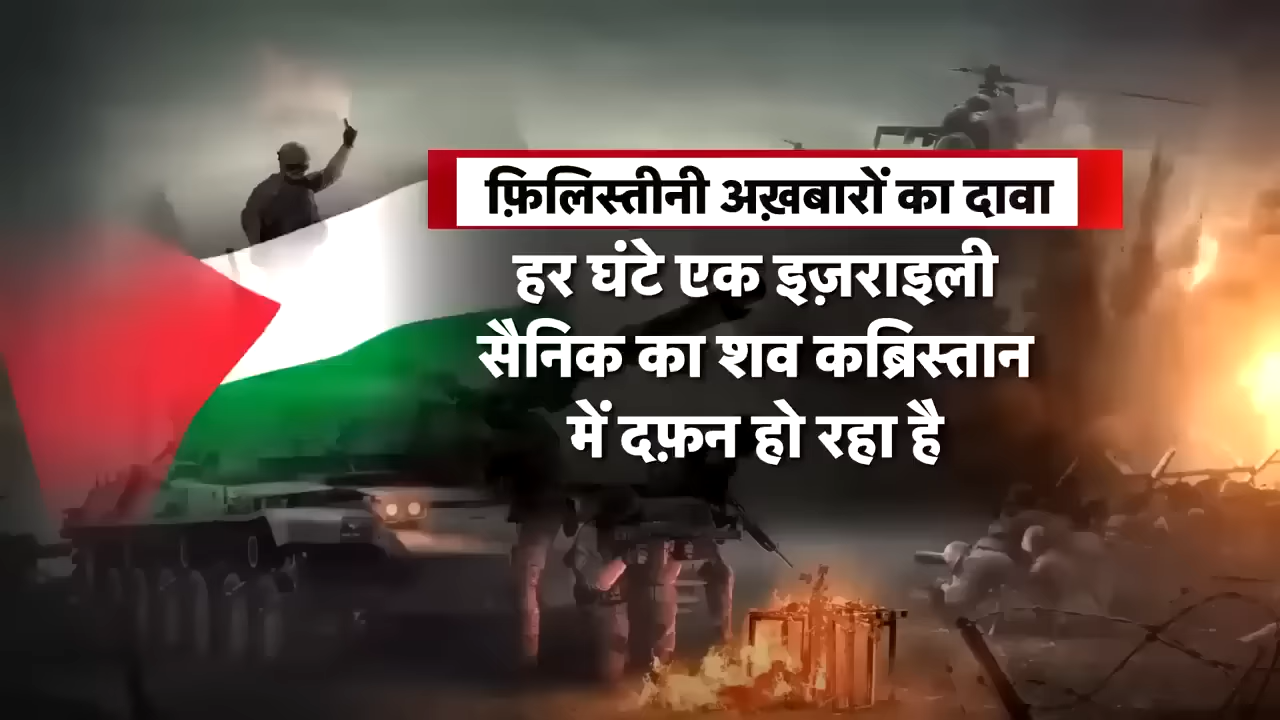 फ़िलिस्तीनी अख़बारों का दावा
हर घंटे एक इज़राइली
सैनिक का शव कब्रिस्तान
में दफ़न हो रहा है